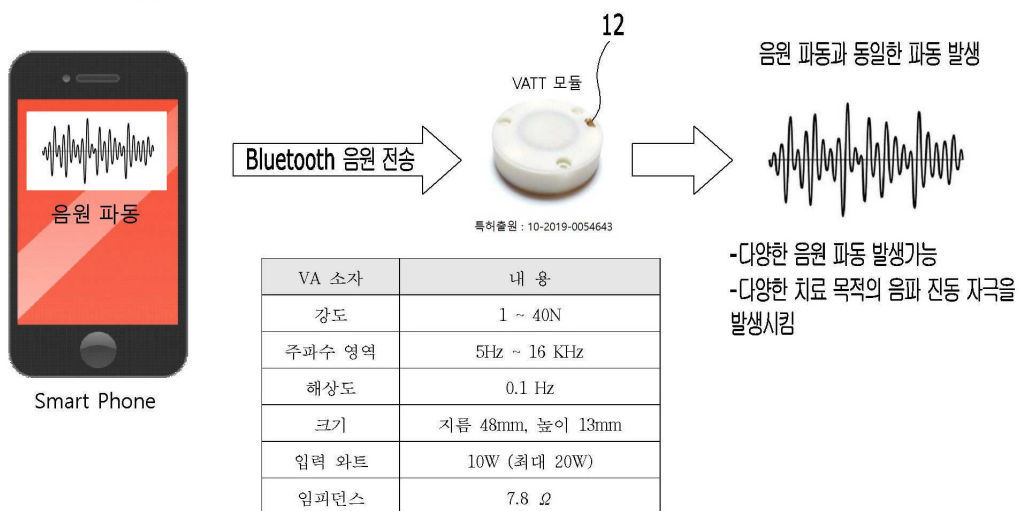 12
음원 파동과 동일한 파동 발생
VATT 모듈
Bluetooth 음원 전송
음원 파동
특허출원 : 10-2019-0054643
-다양한 음원 파동 발생가능
-다양한 치료 목적의 음파 진동 자극을
발생시킴
Smart Phone
VA 소자 내 용
강도 1 ~ 40N
주파수 영역 5Hz ~ 16 KHz
해상도 0.1 Hz
크기 지름 48mm, 높이 13mm
입력 와트 10W (최대 20W)
임피던스 7.8 Ω